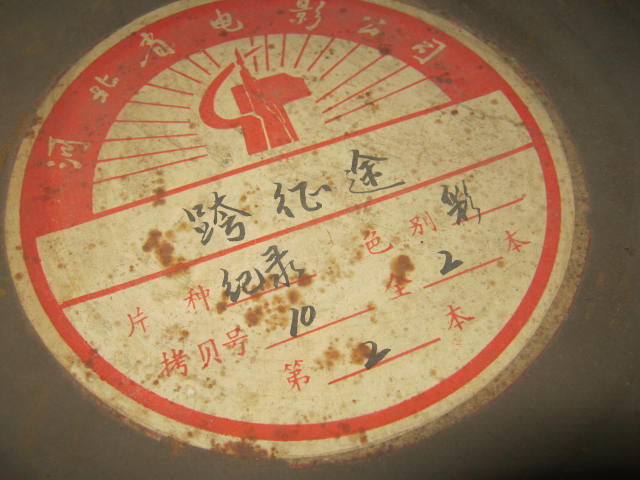 河北省电影公司
跨征途
片种 纪录 色别 彩
拷贝号 10 全 2 本
第 2 本